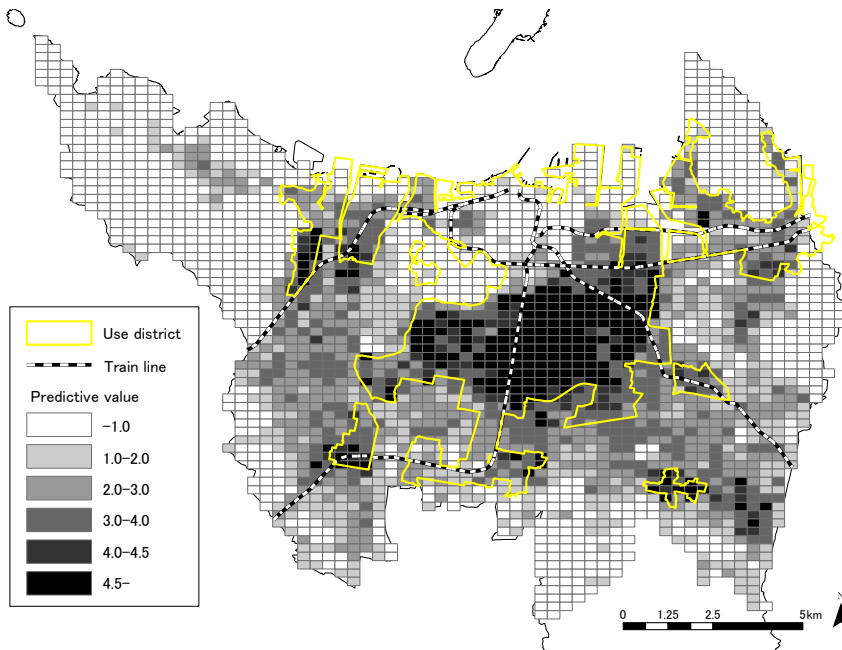 Use district
Train line
Predictive value
-1.0
1.0-2.0
2.0-3.0
3.0-4.0
4.0-4.5
4.5-
0 1.25 2.5 5km
N